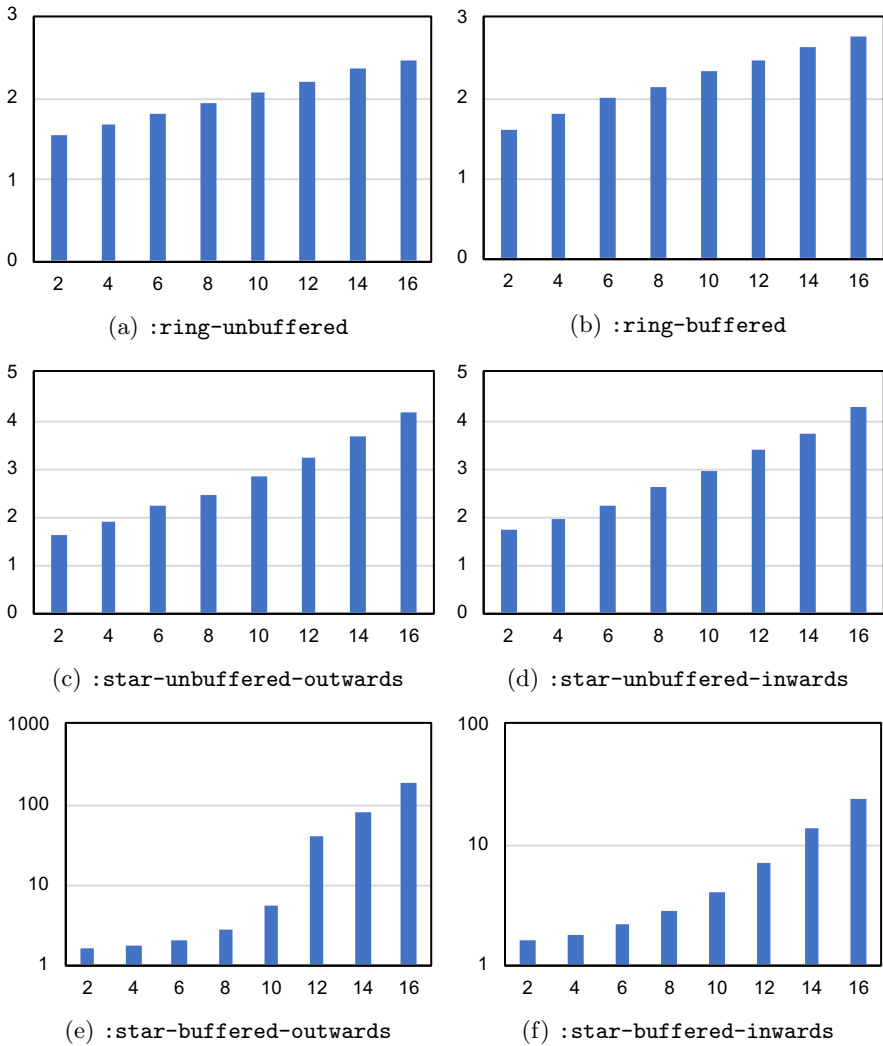 3
2
1
0
2 4 6 8 10 12 14 16
(a) :ring-unbuffered
3
2
1
0
2 4 6 8 10 12 14 16
(b) :ring-buffered
5
4
3
2
1
0
2 4 6 8 10 12 14 16
(c) :star-unbuffered-outwards
5
4
3
2
1
0
2 4 6 8 10 12 14 16
(d) :star-unbuffered-inwards
1000
100
10
1
2 4 6 8 10 12 14 16
(e) :star-buffered-outwards
100
10
1
2 4 6 8 10 12 14 16
(f) :star-buffered-inwards